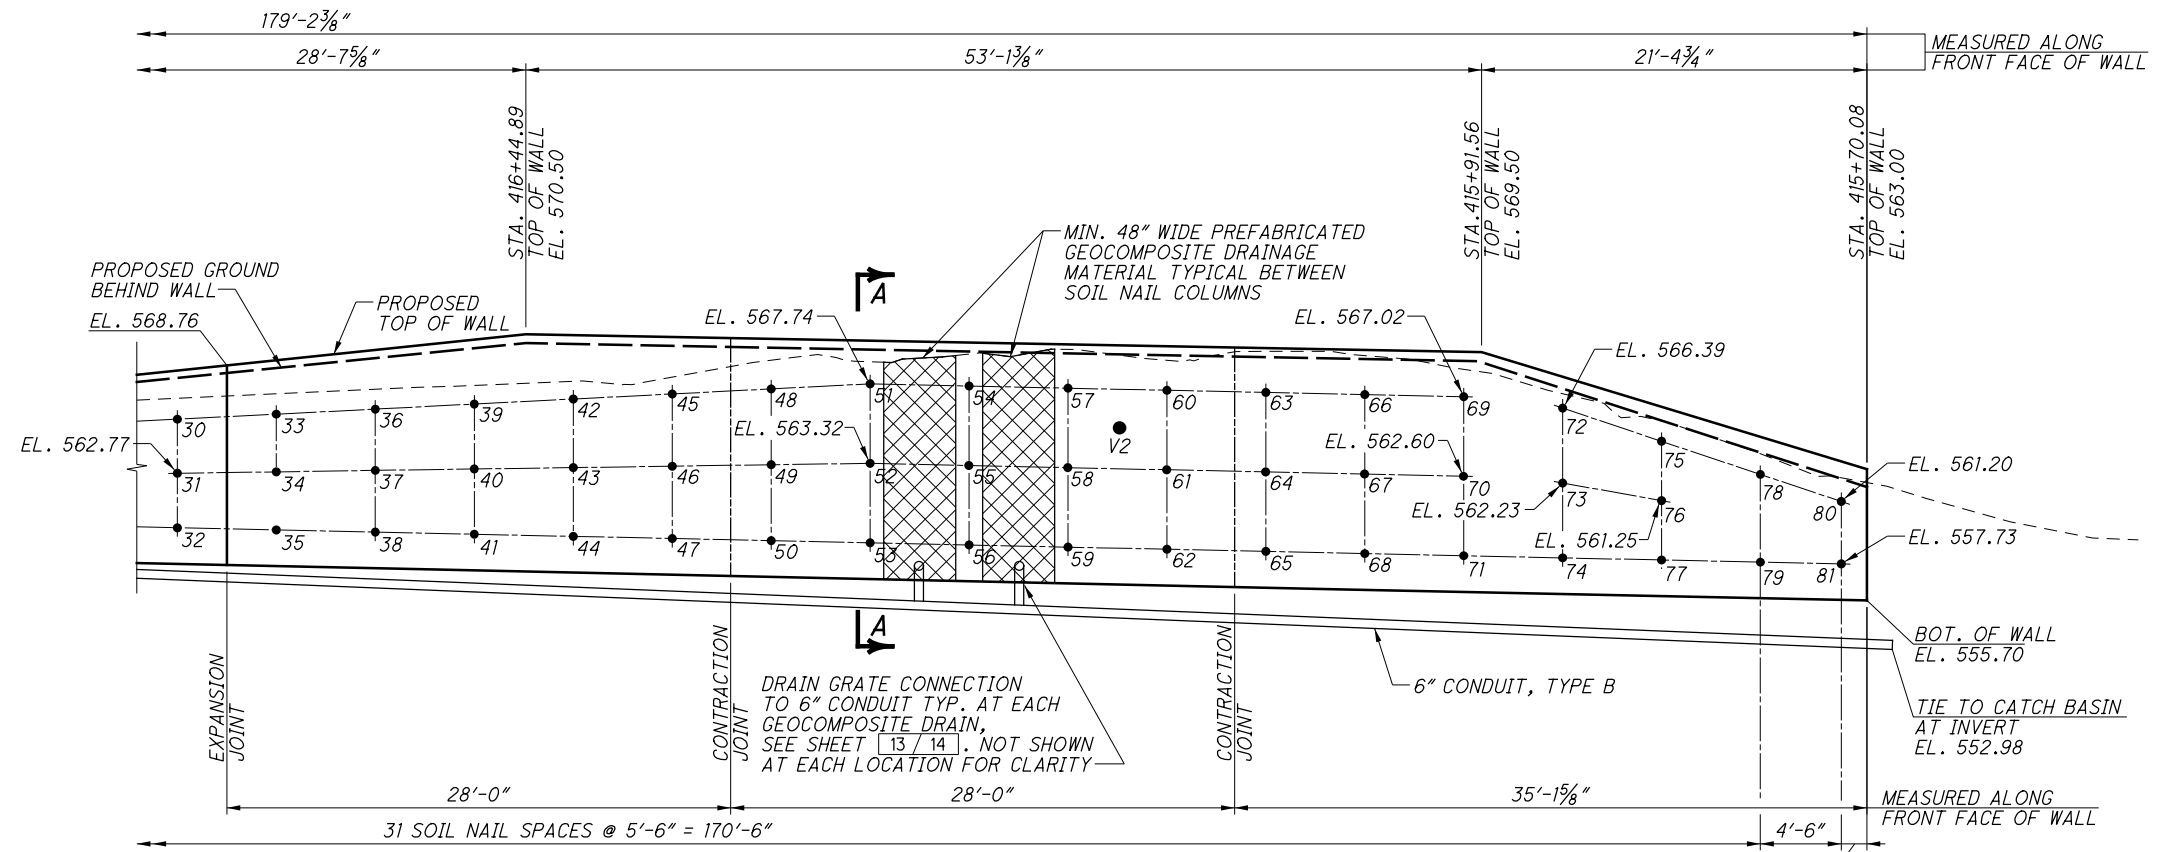 179'-2⅜"
28'-7⅝"
53'-1⅜"
21'-4¾"
MEASURED ALONG
FRONT FACE OF WALL
STA. 416+44.89
TOP OF WALL
EL. 570.50
STA.415+91.56
TOP OF WALL
EL. 569.50
STA. 415+70.08
TOP OF WALL
EL. 563.00
PROPOSED GROUND
BEHIND WALL
EL. 568.76
PROPOSED
TOP OF WALL
A
MIN. 48" WIDE PREFABRICATED
GEOCOMPOSITE DRAINAGE
MATERIAL TYPICAL BETWEEN
SOIL NAIL COLUMNS
EL. 567.74
EL. 567.02
EL. 566.39
30
33
36
39
42
45
48
51
54
57
60
63
66
69
72
75
78
80
EL. 562.77
EL. 563.32
V2
EL. 562.60
EL. 561.20
31
34
37
40
43
46
49
52
55
58
61
64
67
70
73
76
EL. 562.23
EL. 561.25
EL. 557.73
32
35
38
41
44
47
50
53
56
59
62
65
68
71
74
77
79
81
A
EXPANSION
JOINT
CONTRACTION
JOINT
CONTRACTION
JOINT
DRAIN GRATE CONNECTION
TO 6" CONDUIT TYP. AT EACH
GEOCOMPOSITE DRAIN,
SEE SHEET 13 / 14 . NOT SHOWN
AT EACH LOCATION FOR CLARITY
6" CONDUIT, TYPE B
BOT. OF WALL
EL. 555.70
TIE TO CATCH BASIN
AT INVERT
EL. 552.98
28'-0"
28'-0"
35'-1⅝"
MEASURED ALONG
FRONT FACE OF WALL
31 SOIL NAIL SPACES @ 5'-6" = 170'-6"
4'-6"